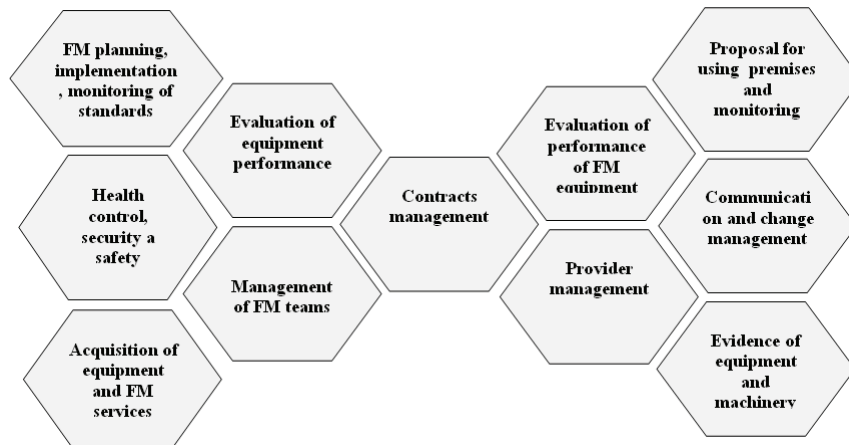 FM planning,
implementation
, monitoring of
standards
Evaluation of
equipment
performance
Health
control,
security a
safety
Management
of FM teams
Acquisition of
equipment
and FM
services
Contracts
management
Evaluation of
performance
of FM
equipment
Provider
management
Proposal for
using premises
and
monitoring
Communicati
on and change
management
Evidence of
equipment
and
machinery